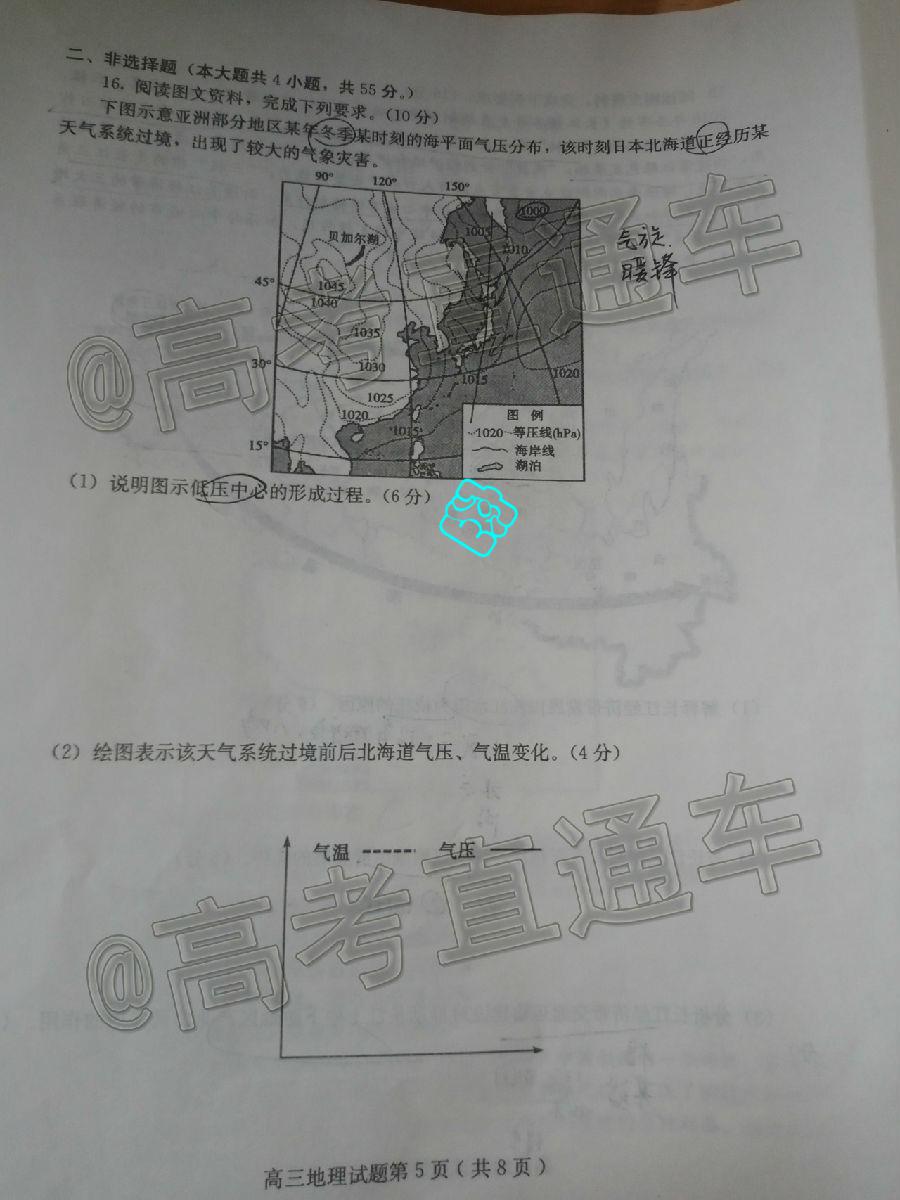 二、非选择题（本大题共4小题，共55分。）
16. 阅读图文资料，完成下列要求。（10分）
下图示意亚洲部分地区某年冬季某时刻的海平面气压分布，该时刻日本北海道正经历某
天气系统过境，出现了较大的气象灾害。
90° 120° 150°
1000
1005
贝加尔湖
1010
气旋.
暖锋
45°
1045
1040
1035
30°
1030
1015
1020
1025
1020
1015
15°
图 例
1020 等压线(hPa)
海岸线
湖泊
（1）说明图示低压中心的形成过程。（6分）
（2）绘图表示该天气系统过境前后北海道气压、气温变化。（4分）
气温 气压
@高考直通车
@高考直通车
高三地理试题第5页（共8页）